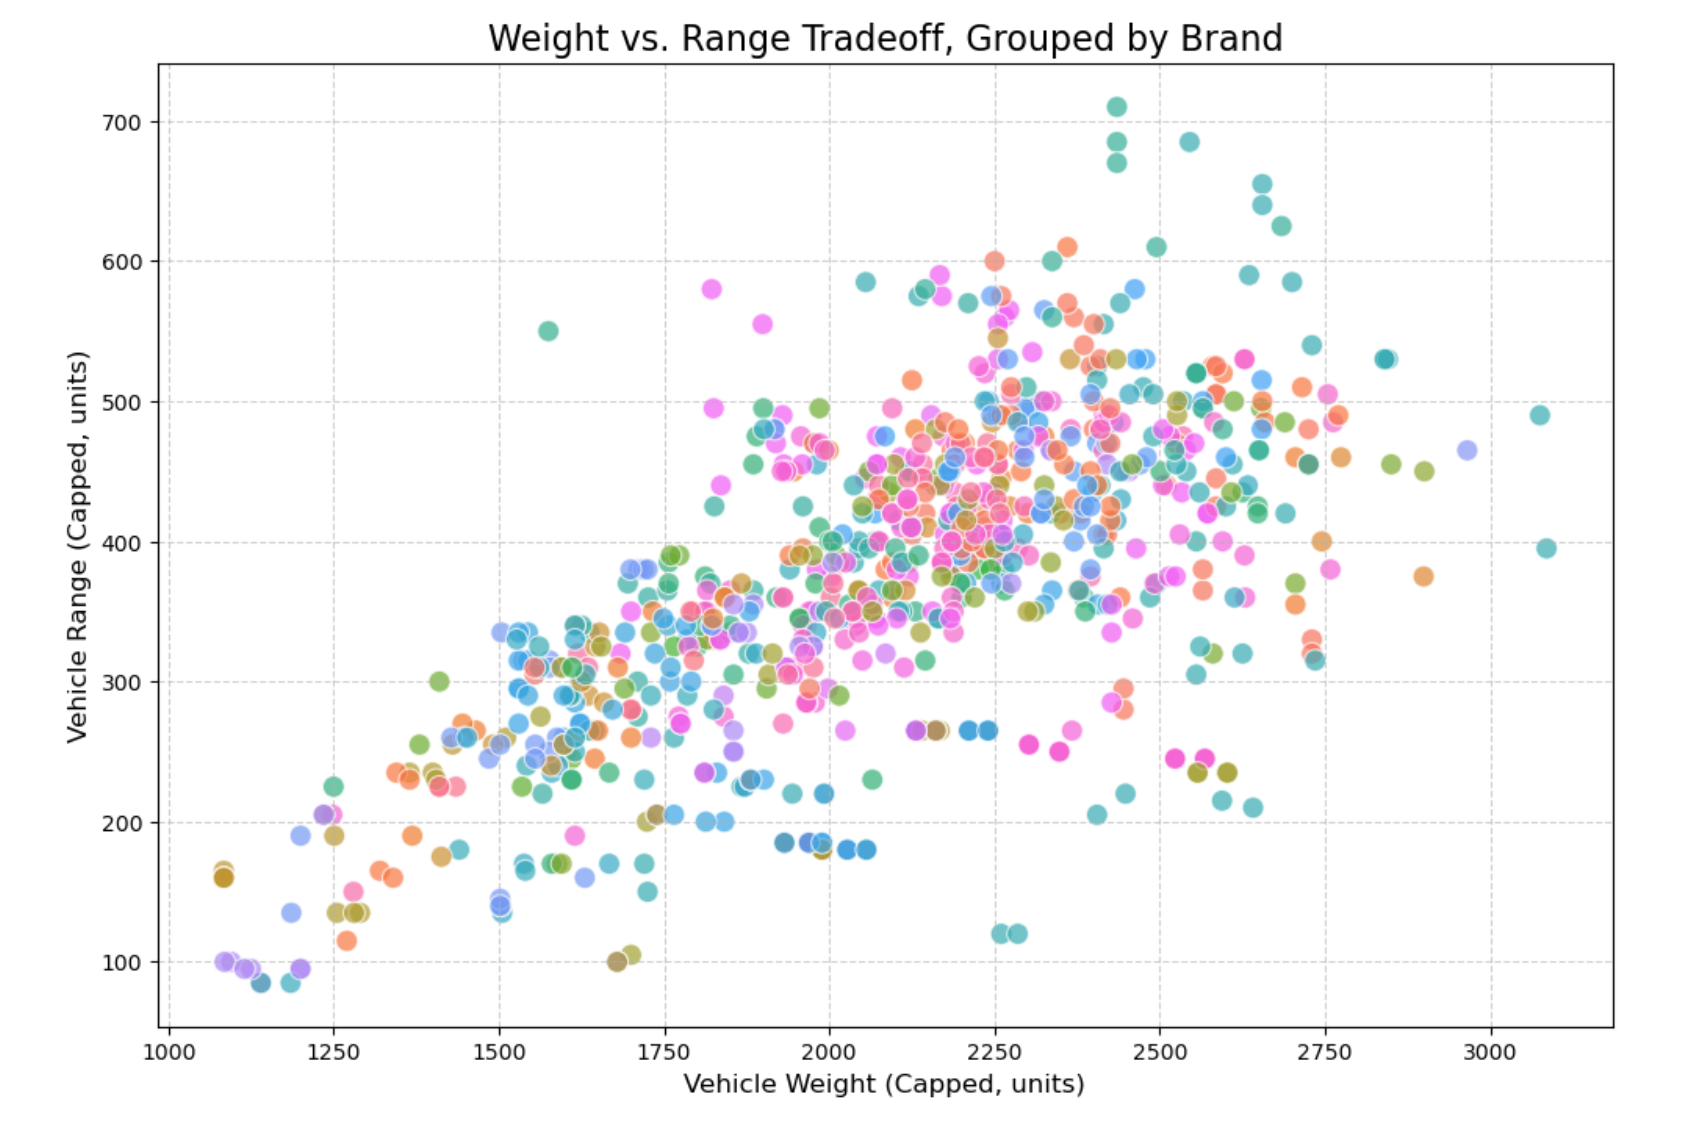 Weight vs. Range Tradeoff, Grouped by Brand
Vehicle Range (Capped, units)
700
600
500
400
300
200
100
1000 1250 1500 1750 2000 2250 2500 2750 3000
Vehicle Weight (Capped, units)